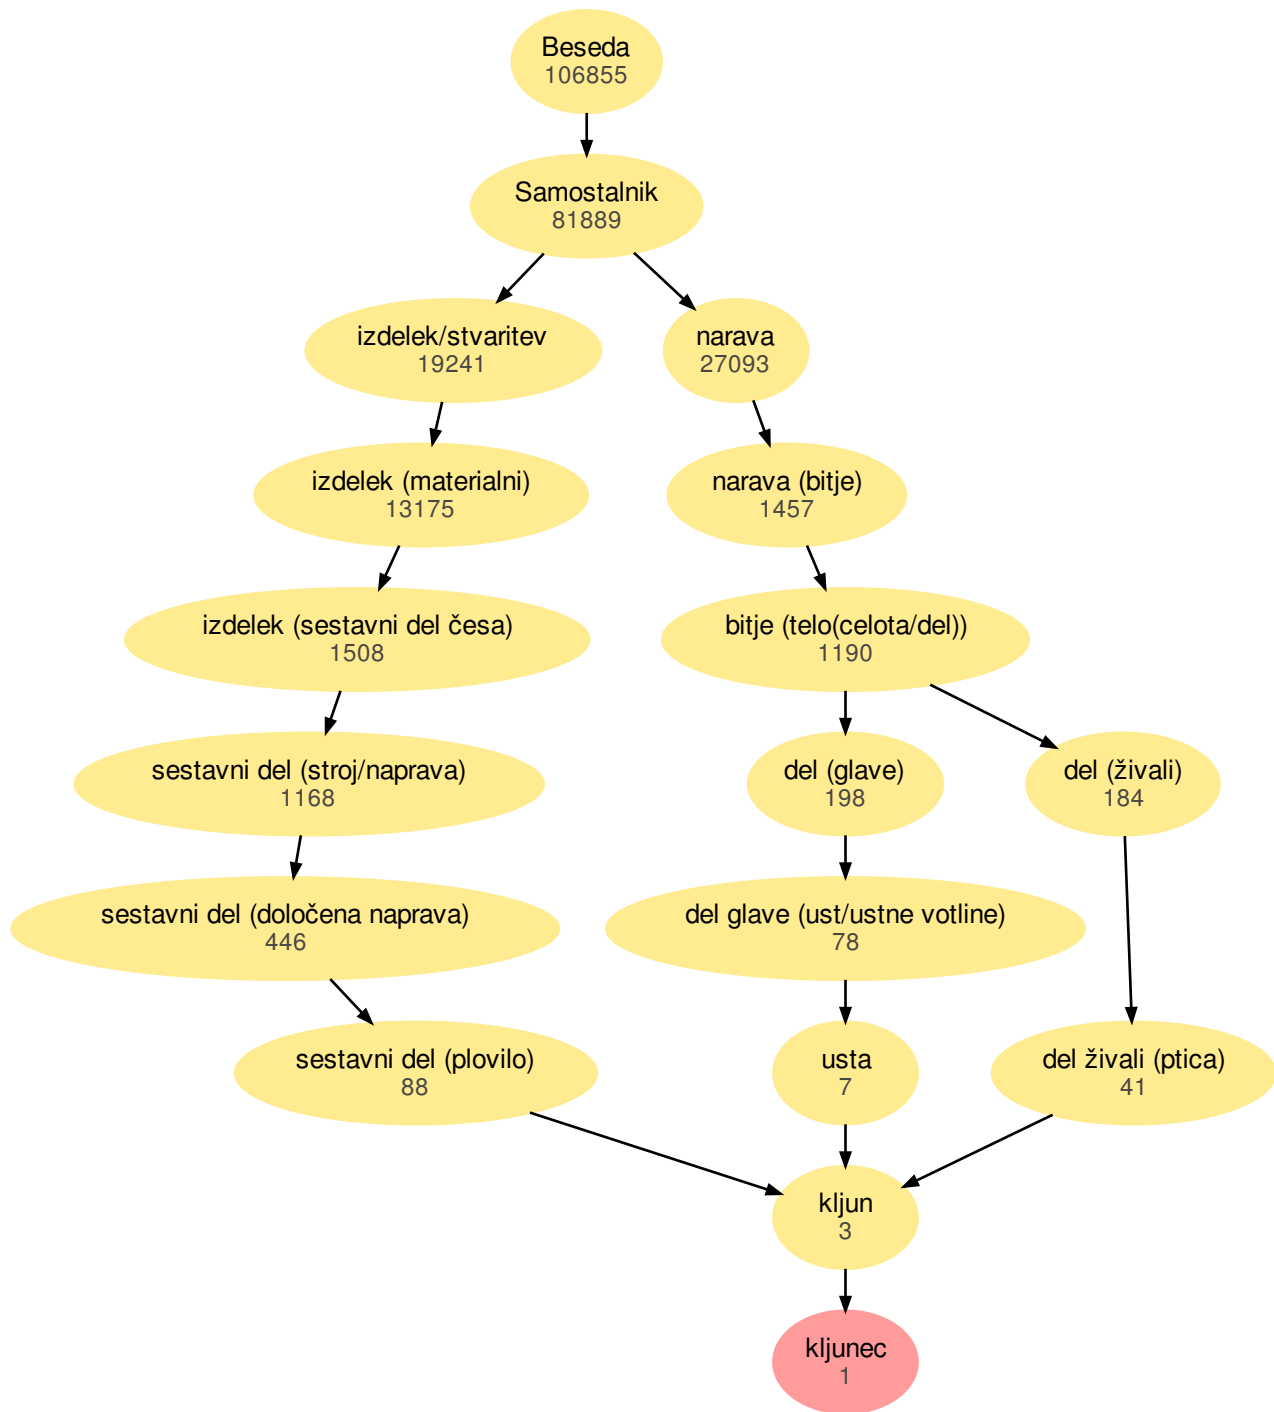 Beseda
106855
Samostalnik
81889
izdelek/stvaritev
19241
narava
27093
izdelek (materialni)
13175
narava (bitje)
1457
izdelek (sestavni del česa)
1508
bitje (telo(celota/del))
1190
sestavni del (stroj/naprava)
1168
del (glave)
198
del (živali)
184
sestavni del (določena naprava)
446
del glave (ust/ustne votline)
78
sestavni del (plovilo)
88
usta
7
del živali (ptica)
41
kljun
3
kljunec
1